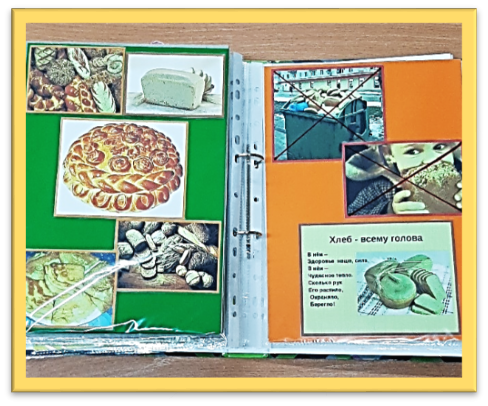 Хлеб - всему голова
В нём –
Здоровье наше, сила,
В нём –
Чудесное тепло.
Сколько рук
Его растило,
Охраняло,
Берегло!